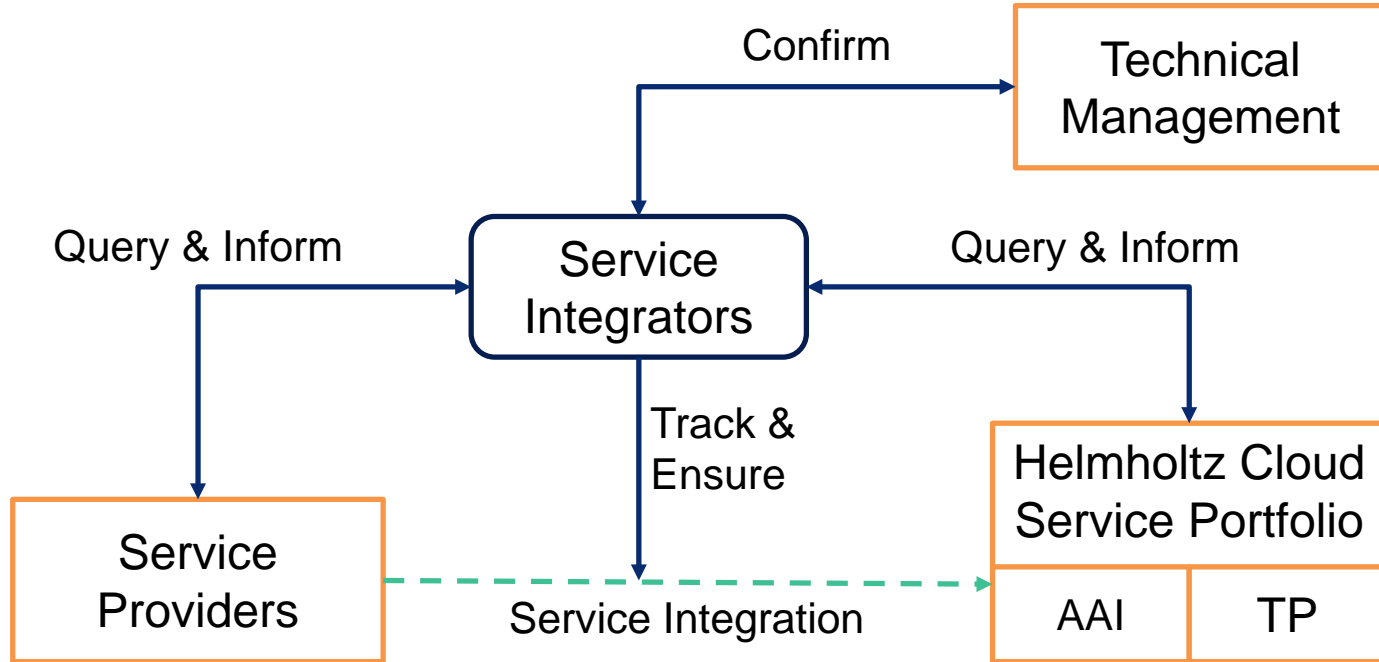 Confirm
Technical
Management
Query & Inform
Service
Integrators
Query & Inform
Track &
Ensure
Helmholtz Cloud
Service Portfolio
Service
Providers
Service Integration
AAI
TP